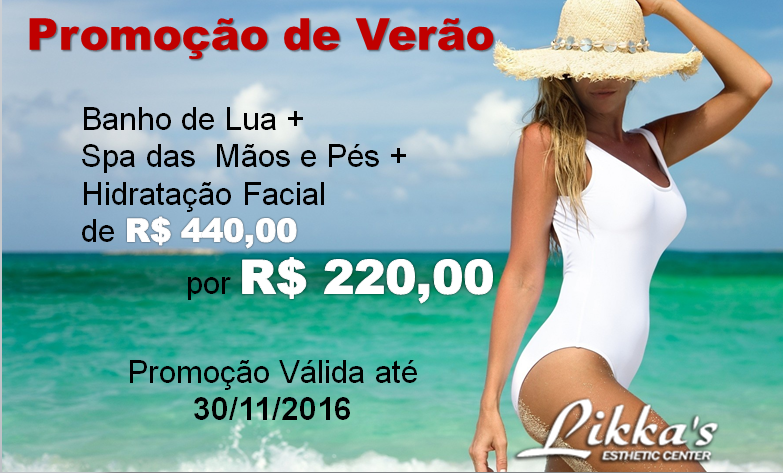 Promoção de Verão
Banho de Lua +
Spa das Mãos e Pés +
Hidratação Facial
de R$ 440,00
por R$ 220,00
Promoção Válida até
30/11/2016
Likka's
ESTHETIC CENTER